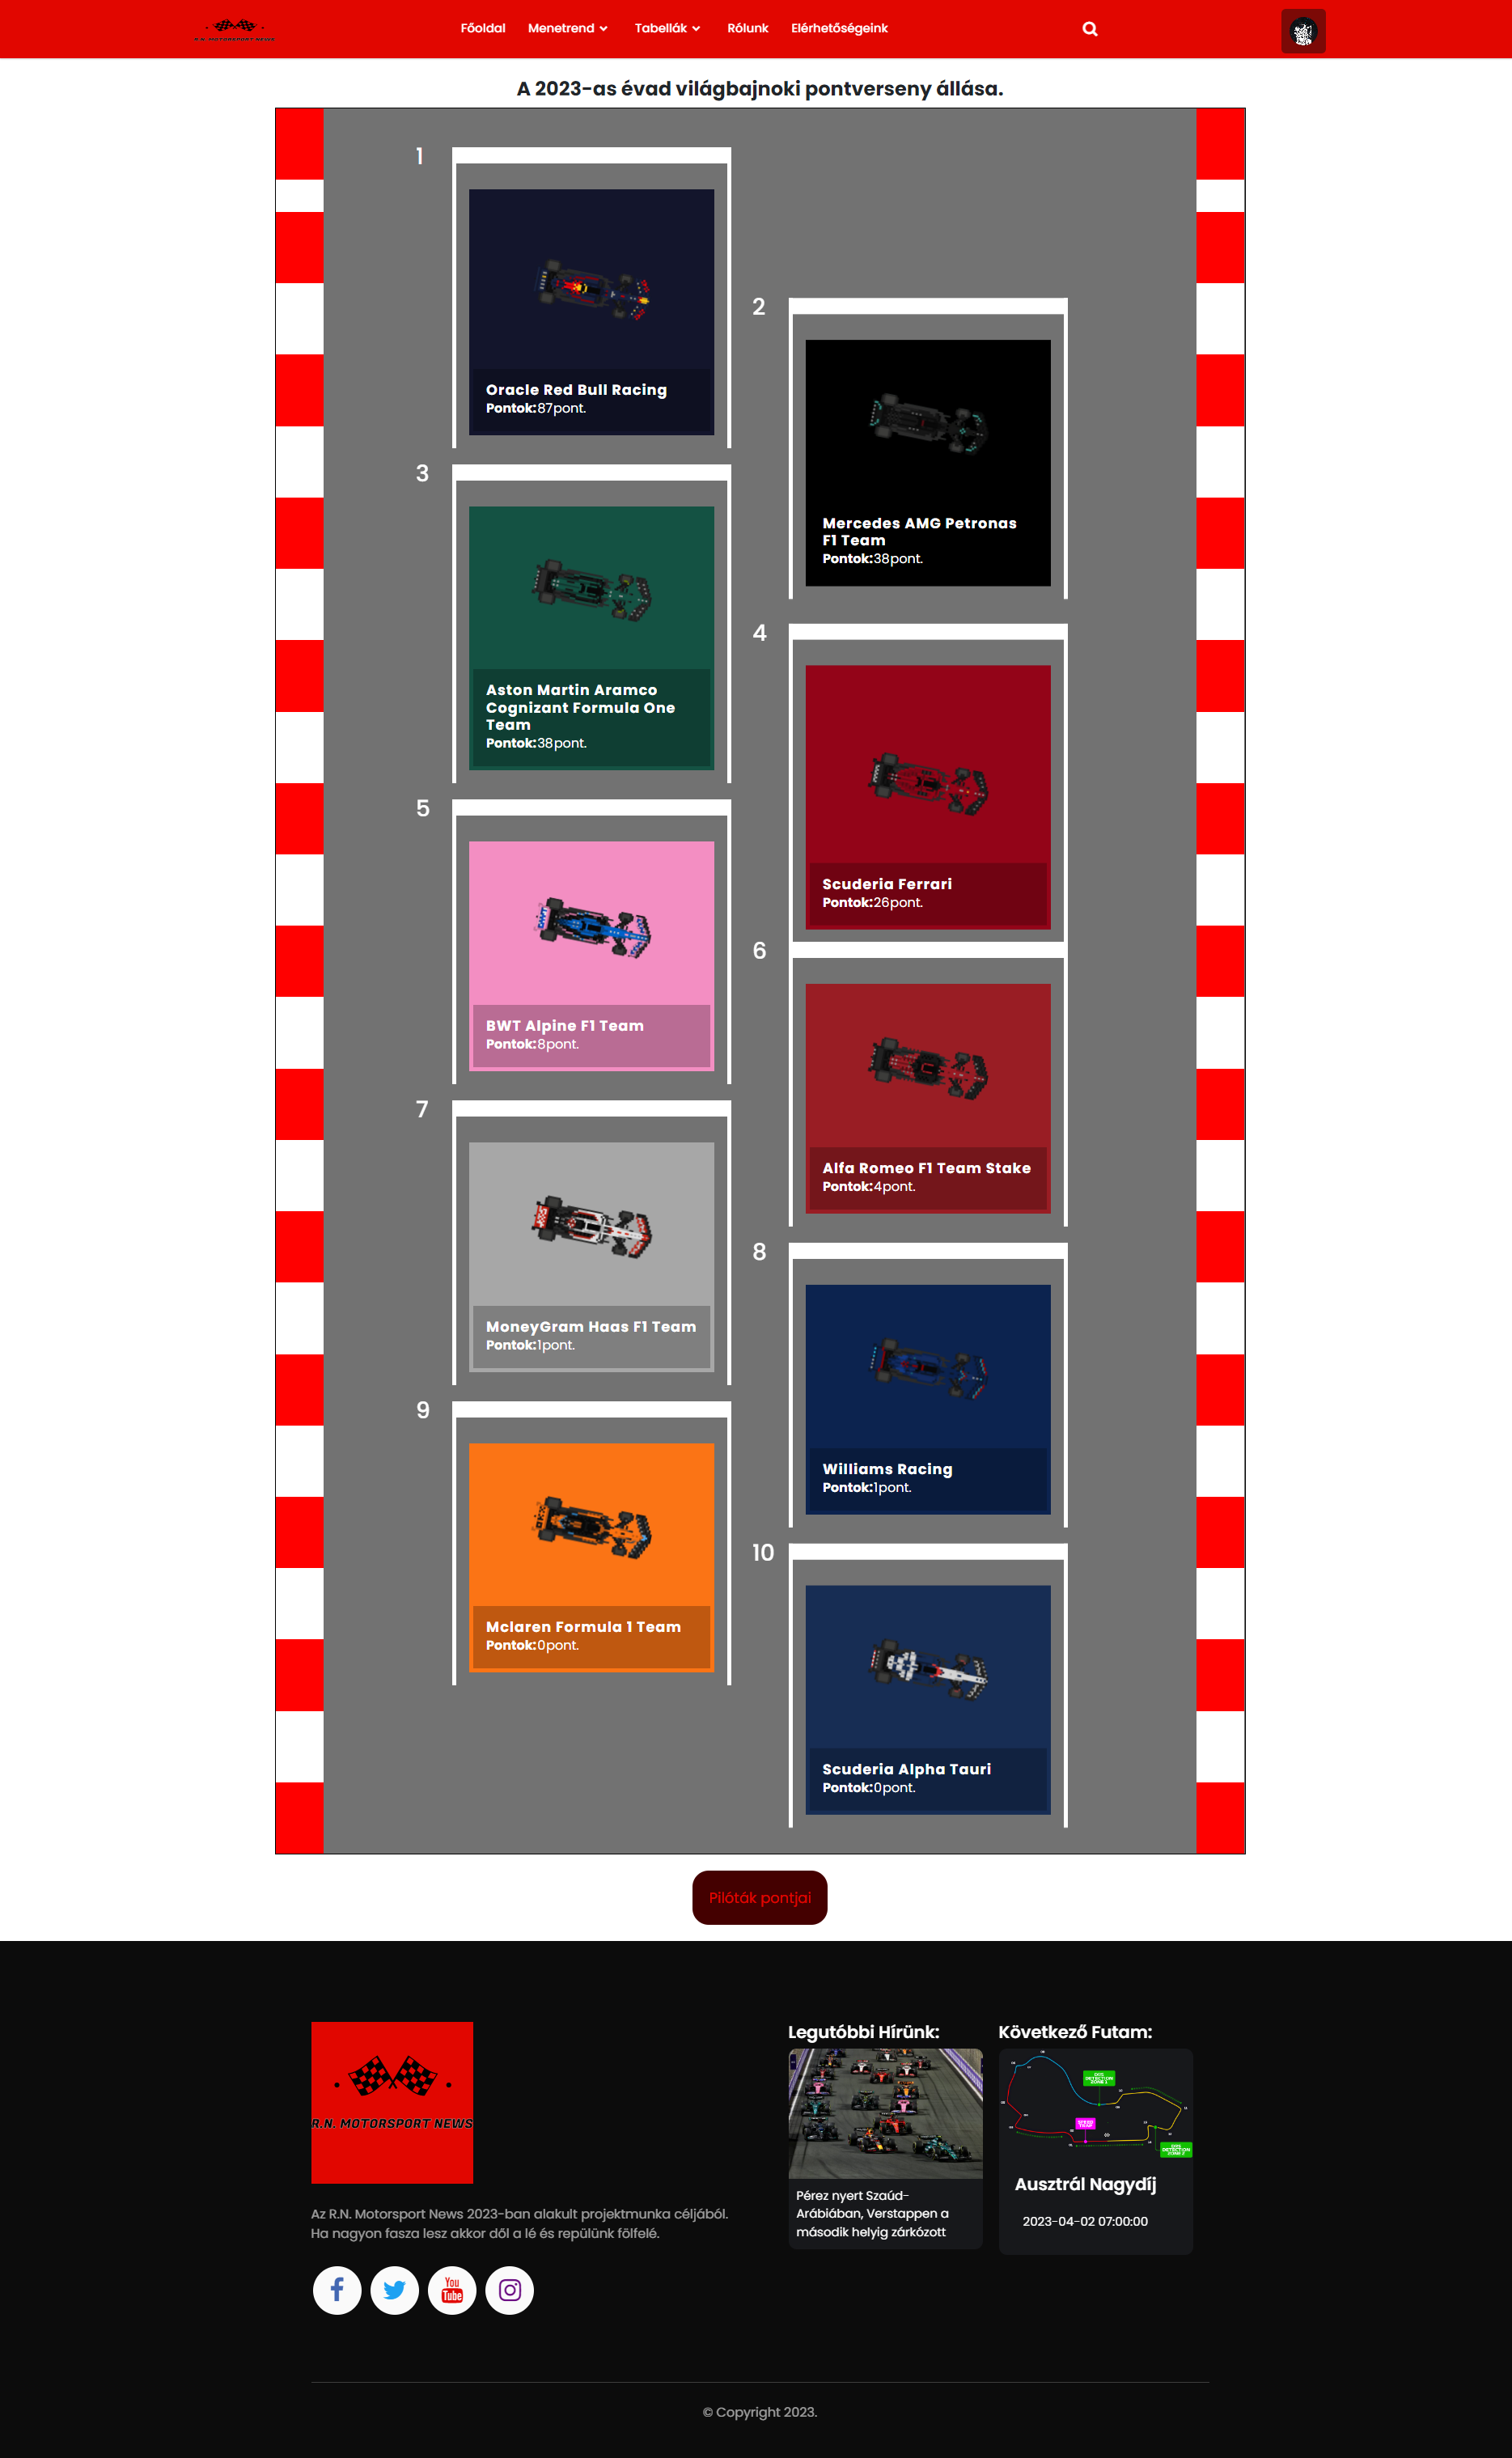 R.N. MOTORSPORT NEWS
Főoldal
Menetrend
Tabellák
Rólunk
Elérhetőségeink
A 2023-as évad világbajnoki pontverseny állása.
1
Oracle Red Bull Racing
Pontok:87pont.
2
Mercedes AMG Petronas
F1 Team
Pontok:38pont.
3
Aston Martin Aramco
Cognizant Formula One
Team
Pontok:38pont.
4
Scuderia Ferrari
Pontok:26pont.
5
BWT Alpine F1 Team
Pontok:8pont.
6
Alfa Romeo F1 Team Stake
Pontok:4pont.
7
MoneyGram Haas F1 Team
Pontok:1pont.
8
Williams Racing
Pontok:1pont.
9
Mclaren Formula 1 Team
Pontok:0pont.
10
Scuderia Alpha Tauri
Pontok:0pont.
Pilóták pontjai
R.N. MOTORSPORT NEWS
Az R.N. Motorsport News 2023-ban alakult projektmunka céljából.
Ha nagyon fasza lesz akkor dől a lé és repülünk fölfelé.
You
Tube
Legutóbbi Hírünk:
Pérez nyert Szaúd-
Arábiában, Verstappen a
második helyig zárkózott
Következő Futam:
Ausztrál Nagydíj
2023-04-02 07:00:00
© Copyright 2023.